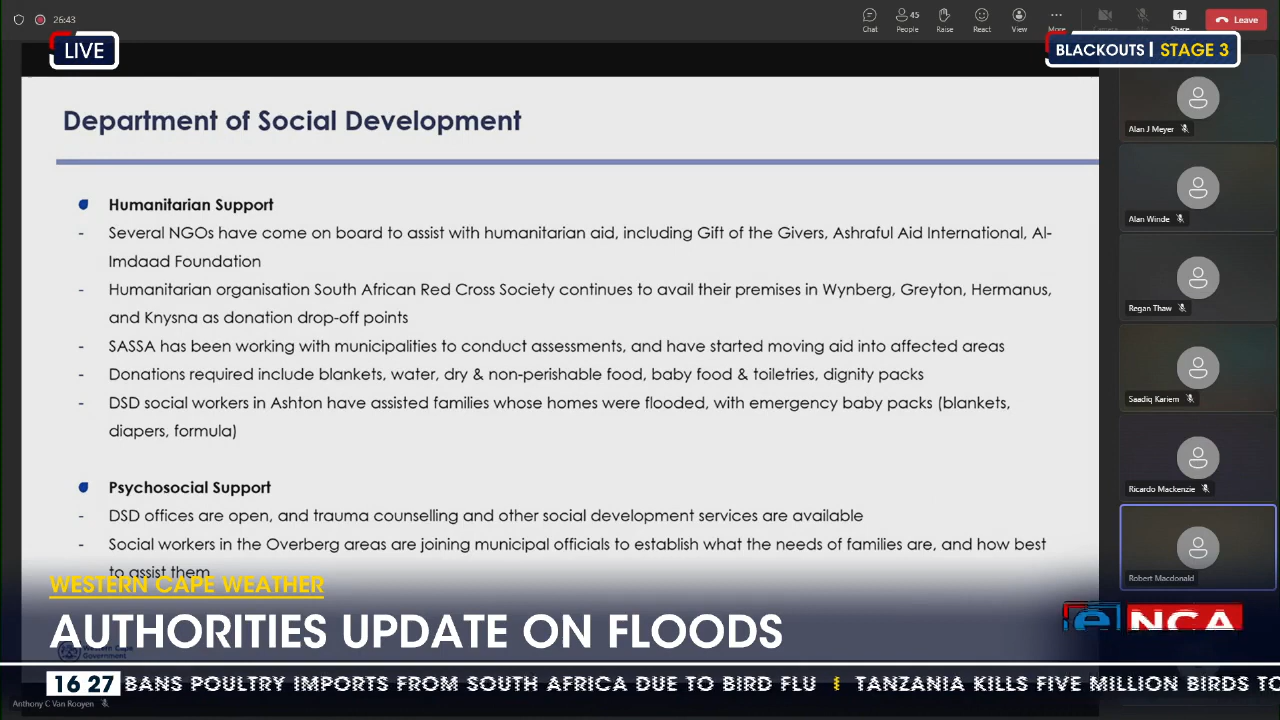 26:43
45
Chat
People
Raise
React
View
More
Share
Leave
LIVE
BLACKOUTS | STAGE 3
Department of Social Development
Humanitarian Support
- Several NGOs have come on board to assist with humanitarian aid, including Gift of the Givers, Ashraful Aid International, Al-
Imdaad Foundation
- Humanitarian organisation South African Red Cross Society continues to avail their premises in Wynberg, Greyton, Hermanus,
and Knysna as donation drop-off points
- SASSA has been working with municipalities to conduct assessments, and have started moving aid into affected areas
- Donations required include blankets, water, dry & non-perishable food, baby food & toiletries, dignity packs
- DSD social workers in Ashton have assisted families whose homes were flooded, with emergency baby packs (blankets,
diapers, formula)
Psychosocial Support
- DSD offices are open, and trauma counselling and other social development services are available
- Social workers in the Overberg areas are joining municipal officials to establish what the needs of families are, and how best
to assist them
Alan J Meyer
Alan Winde
Regan Thaw
Saadiq Kariem
Ricardo Mackenzie
Robert Macdonald
WESTERN CAPE WEATHER
AUTHORITIES UPDATE ON FLOODS
Western Cape
Government
eNCA
16 27
BANS POULTRY IMPORTS FROM SOUTH AFRICA DUE TO BIRD FLU TANZANIA KILLS FIVE MILLION BIRDS TO
Anthony C Van Rooyen